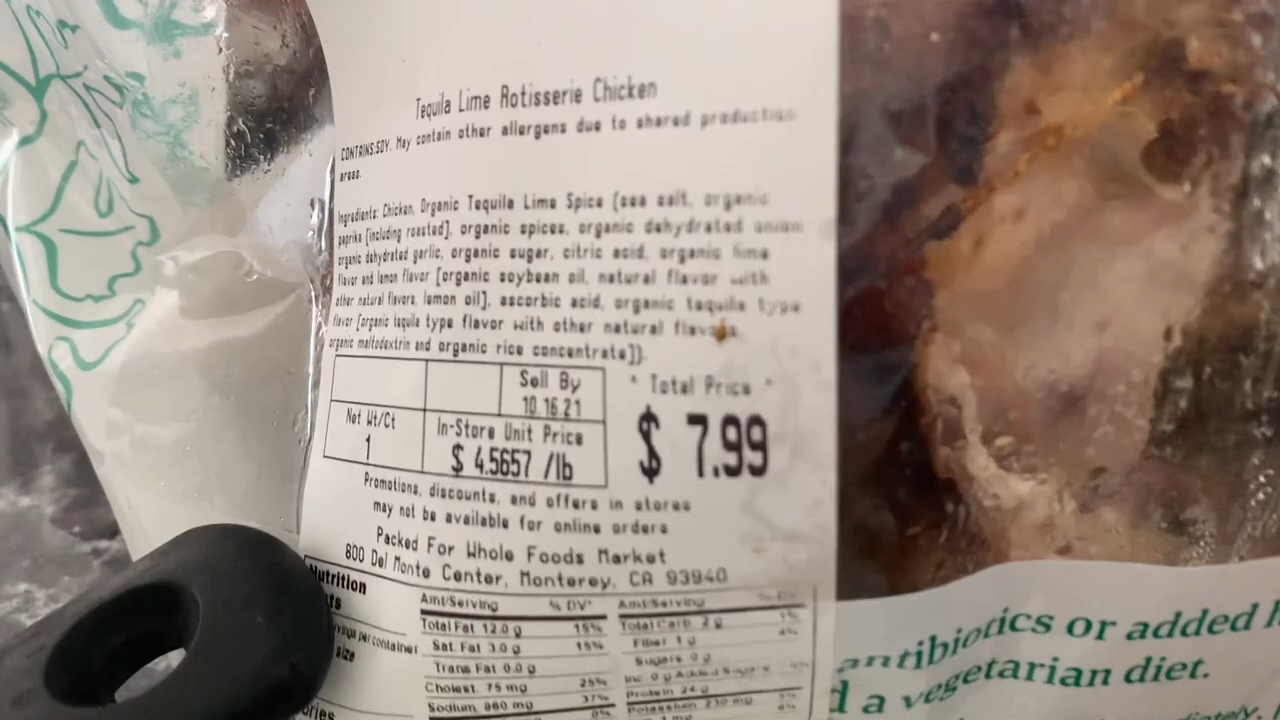 Tequila Lime Rotisserie Chicken
CONTAINS:SOY. May contain other allergens due to shared production
areas.
Ingredients: Chicken, Organic Tequila Lime Spice (sea salt, organic
paprika [including roasted], organic spices, organic dehydrated onion
organic dehydrated garlic, organic sugar, citric acid, organic lime
flavor and lemon flavor [organic soybean oil, natural flavor with
other natural flavors, lemon oil], ascorbic acid, organic tequila type
flavor [organic tequila type flavor with other natural flavors,
organic maltodextrin and organic rice concentrate]).
Sell By
10.16.21
* Total Price *
$ 7.99
Net Wt/Ct
1
In-Store Unit Price
$ 4.5657 /lb
Promotions, discounts, and offers in stores
may not be available for online orders
Packed For Whole Foods Market
800 Del Monte Center, Monterey, CA 93940
Nutrition
Amt/Serving % DV* Amt/Serving
Total Fat 12.0 g 15% Total Carb. 2 g 1%
Sat. Fat 3.0 g 15% Fiber 1 g
Trans Fat 0.0 g Sugars 0 g
Cholest. 75 mg 25% Inc. 0 g Added Sugars
Sodium 860 mg 37% Protein 24 g
0% Potassium 230 mg
per container
size
antibiotics or added
a vegetarian diet.